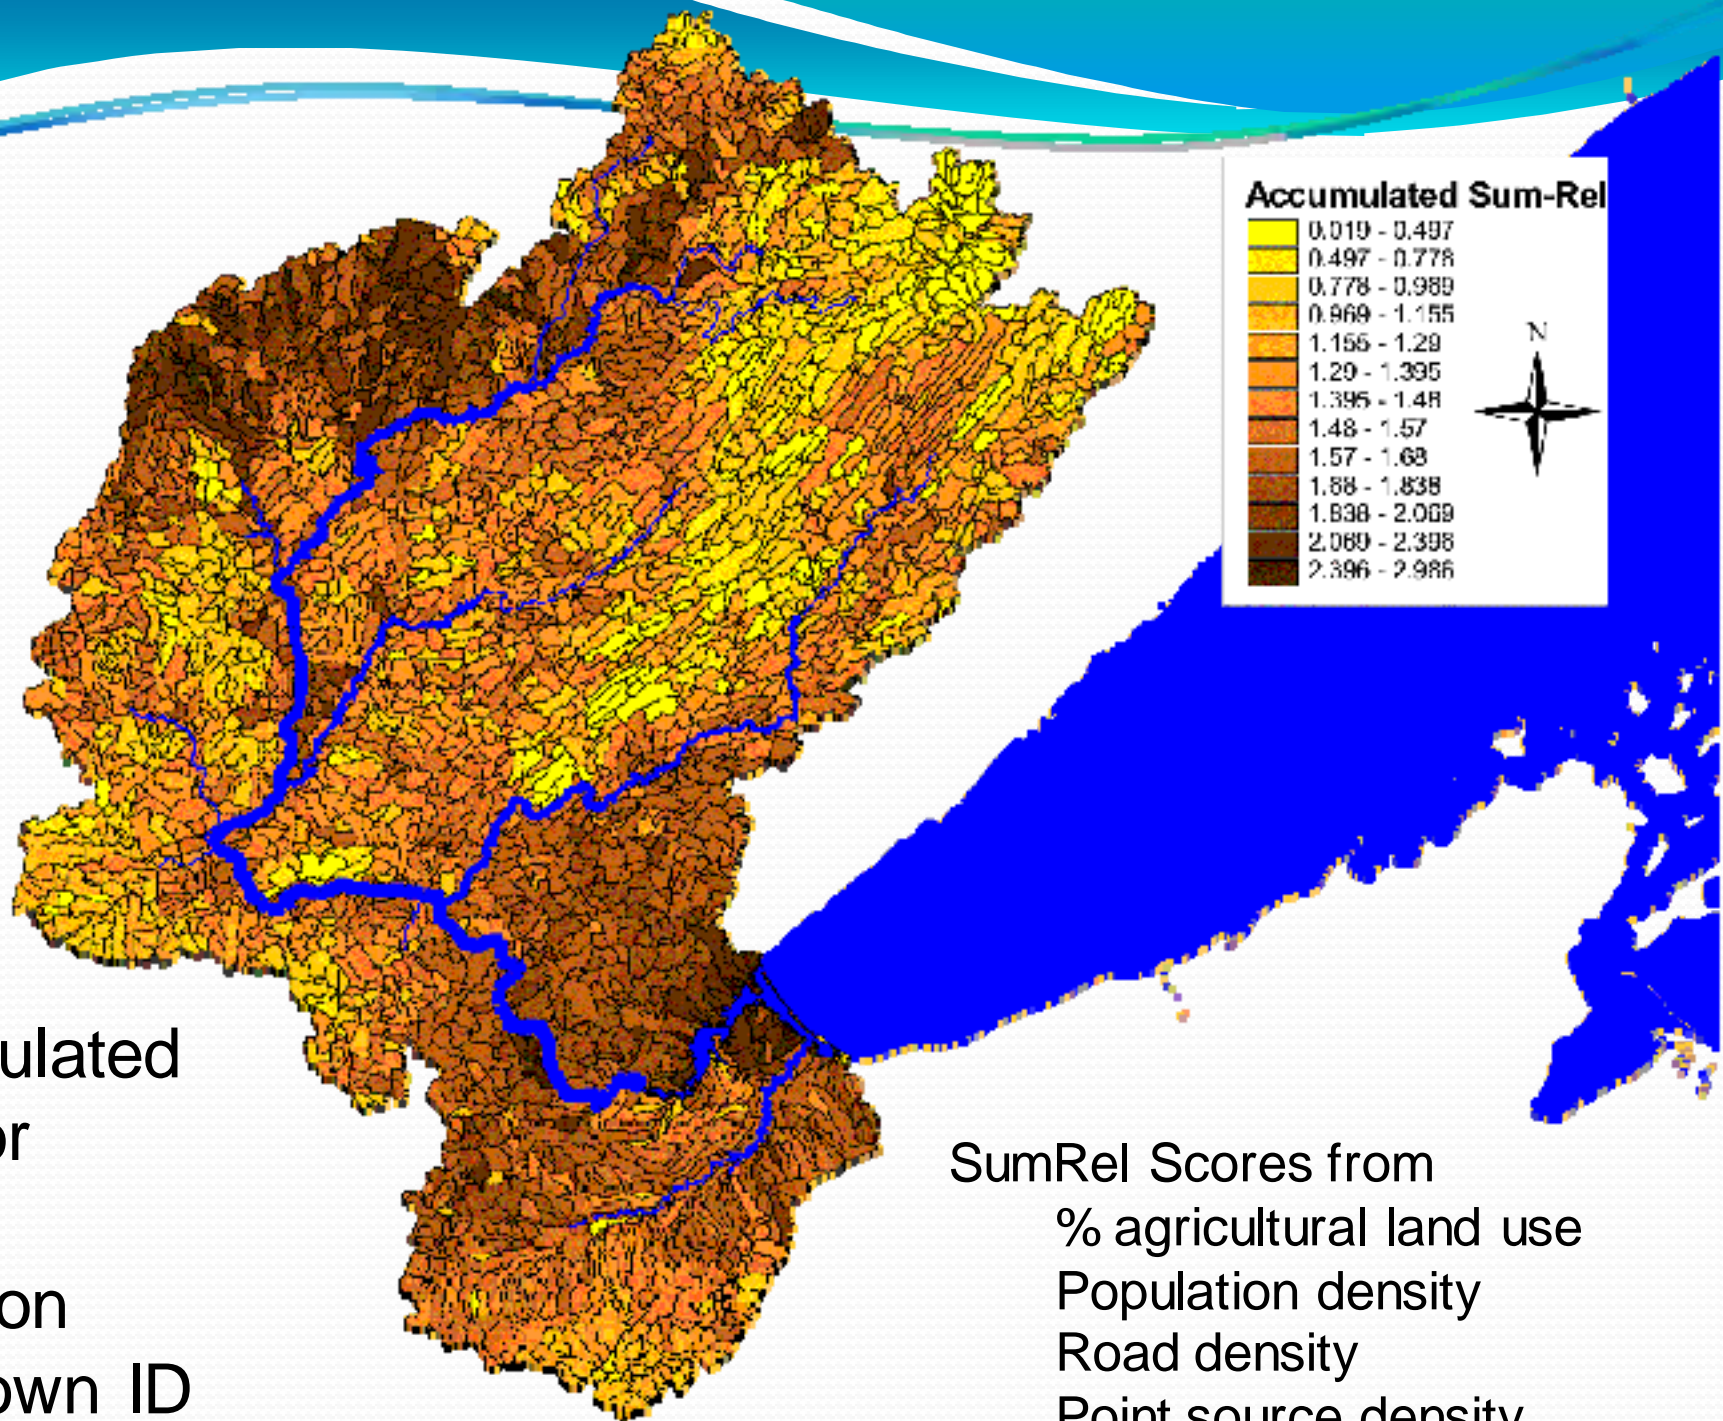 Accumulated Sum-Rel
0.019 - 0.497
0.497 - 0.778
0.778 - 0.969
0.969 - 1.155
1.155 - 1.29
1.29 - 1.395
1.395 - 1.48
1.48 - 1.57
1.57 - 1.68
1.68 - 1.838
1.838 - 2.069
2.069 - 2.396
2.396 - 2.986
N
ulated
or
on
own ID
SumRel Scores from
% agricultural land use
Population density
Road density
Point source density